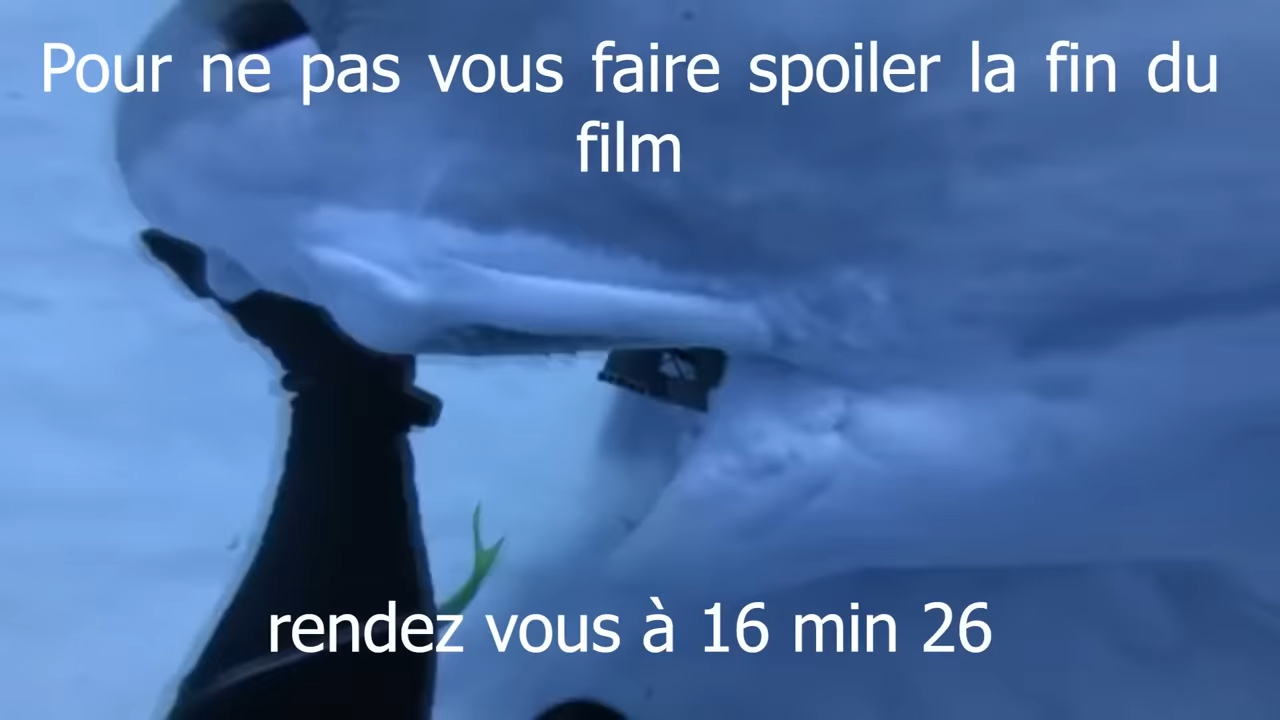 Pour ne pas vous faire spoiler la fin du
film
rendez vous à 16 min 26